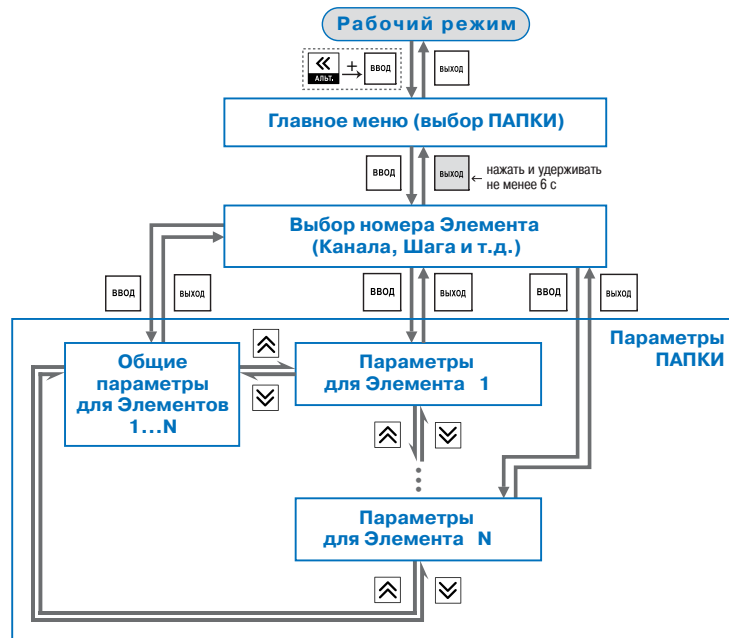 Рабочий режим
АЛЬТ.
+
ВВОД
ВЫХОД
Главное меню (выбор ПАПКИ)
ВВОД
ВЫХОД
нажать и удерживать
не менее 6 с
Выбор номера Элемента
(Канала, Шага и т.д.)
ВВОД
ВЫХОД
ВВОД
ВЫХОД
ВВОД
ВЫХОД
Параметры
ПАПКИ
Общие
параметры
для Элементов
1...N
Параметры
для Элемента 1
Параметры
для Элемента N